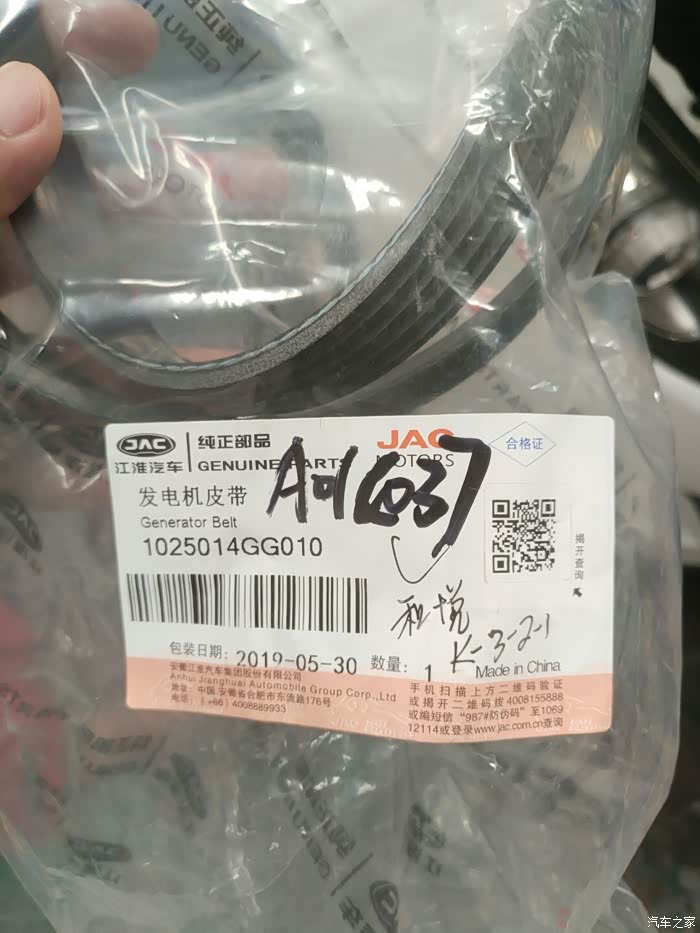 JAC
江淮汽车
纯正部品
GENUINE PARTS
JAC
MOTORS
合格证
发电机皮带
Generator Belt
1025014GG010
A01(03)
揭开查询
和悦
K-3-2-1
包装日期: 2019-05-30 数量: 1
Made in China
安徽江淮汽车集团股份有限公司
Anhui Jianghuai Automobile Group Corp.,Ltd
地址: 中国.安徽省合肥市东流路176号
电话: (+66) 4008889933
手机扫描上方二维码验证
或揭开二维码拨4008155888
或编短信"987#防伪码"至1069
12114或登录www.jac.com.cn查询
汽车之家